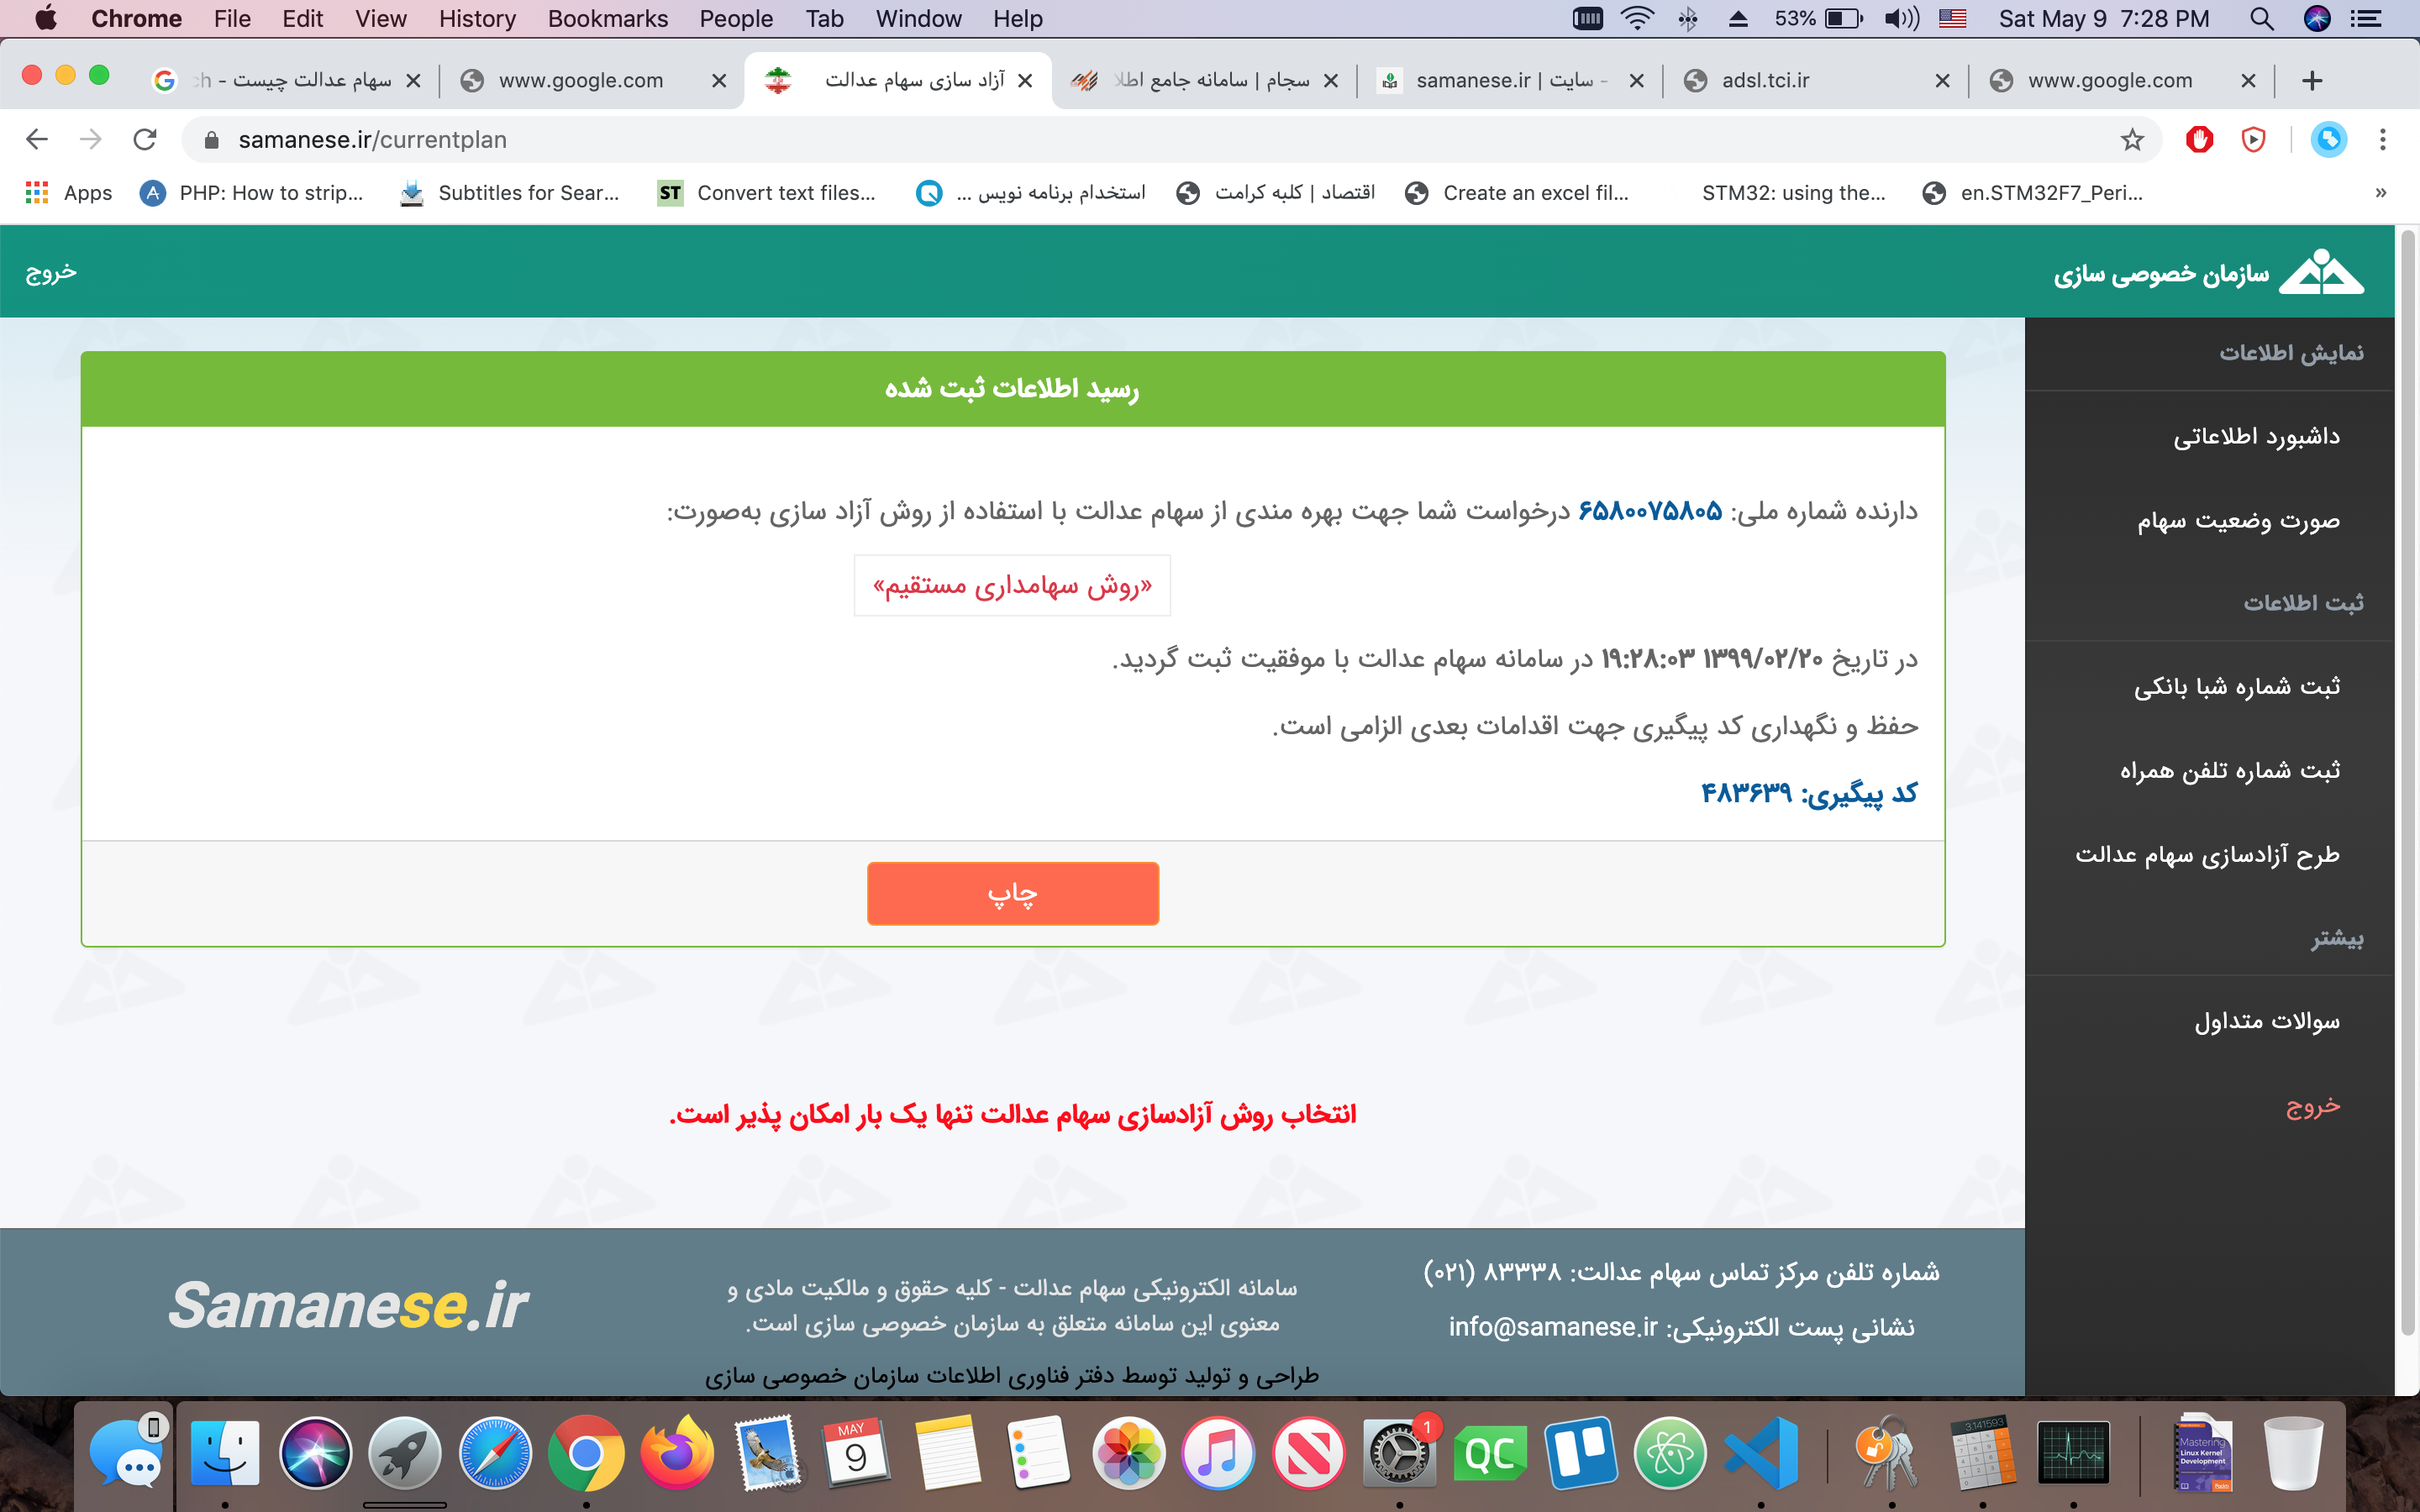 Chrome File Edit View History Bookmarks People Tab Window Help 53% Sat May 9 7:28 PM
سهام عدالت چیست - ch
www.google.com
آزاد سازی سهام عدالت
سجام | سامانه جامع اطلا
samanese.ir | سایت -
adsl.tci.ir
www.google.com
samanese.ir/currentplan
Apps PHP: How to strip... Subtitles for Sear... ST Convert text files... استخدام برنامه نویس ... اقتصاد | کلبه کرامت Create an excel fil... STM32: using the... en.STM32F7_Peri... »
سازمان خصوصی سازی
خروج
نمایش اطلاعات
داشبورد اطلاعاتی
صورت وضعیت سهام
ثبت اطلاعات
ثبت شماره شبا بانکی
ثبت شماره تلفن همراه
طرح آزادسازی سهام عدالت
بیشتر
سوالات متداول
خروج
رسید اطلاعات ثبت شده
دارنده شماره ملی: ۶۵۸۰۰۷۵۸۰۵ درخواست شما جهت بهره مندی از سهام عدالت با استفاده از روش آزاد سازی به‌صورت:
«روش سهامداری مستقیم»
در تاریخ ۱۳۹۹/۰۲/۲۰ ۱۹:۲۸:۰۳ در سامانه سهام عدالت با موفقیت ثبت گردید.
حفظ و نگهداری کد پیگیری جهت اقدامات بعدی الزامی است.
کد پیگیری: ۴۸۳۶۳۹
چاپ
انتخاب روش آزادسازی سهام عدالت تنها یک بار امکان پذیر است.
شماره تلفن مرکز تماس سهام عدالت: ۸۳۳۳۸ (۰۲۱)
نشانی پست الکترونیکی: info@samanese.ir
سامانه الکترونیکی سهام عدالت - کلیه حقوق و مالکیت مادی و
معنوی این سامانه متعلق به سازمان خصوصی سازی است.
طراحی و تولید توسط دفتر فناوری اطلاعات سازمان خصوصی سازی
Samanese.ir
MAY
9
1
QC
3.141593
Mastering
Linux Kernel
Development